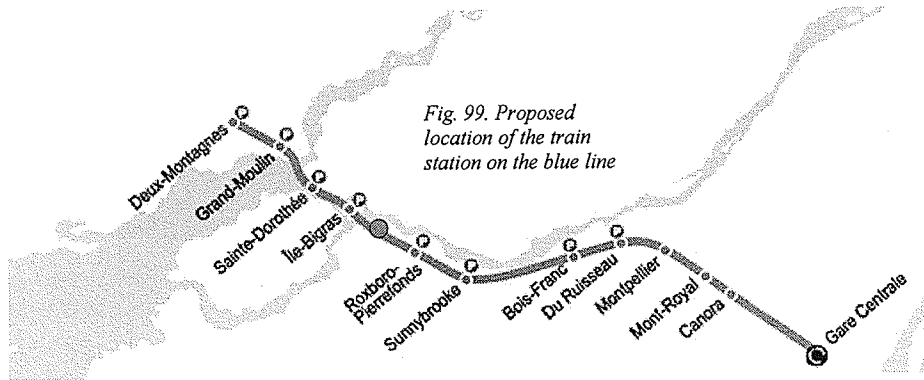 Fig. 99. Proposed
location of the train
station on the blue line
Deux-Montagnes
Grand-Moulin
Sainte-Dorothée
Île-Bigras
Roxboro-
Pierrefonds
Sunnybrooke
Bois-Franc
Du Ruisseau
Montpellier
Mont-Royal
Canora
Gare Centrale
P
P
P
P
P
P
P
P